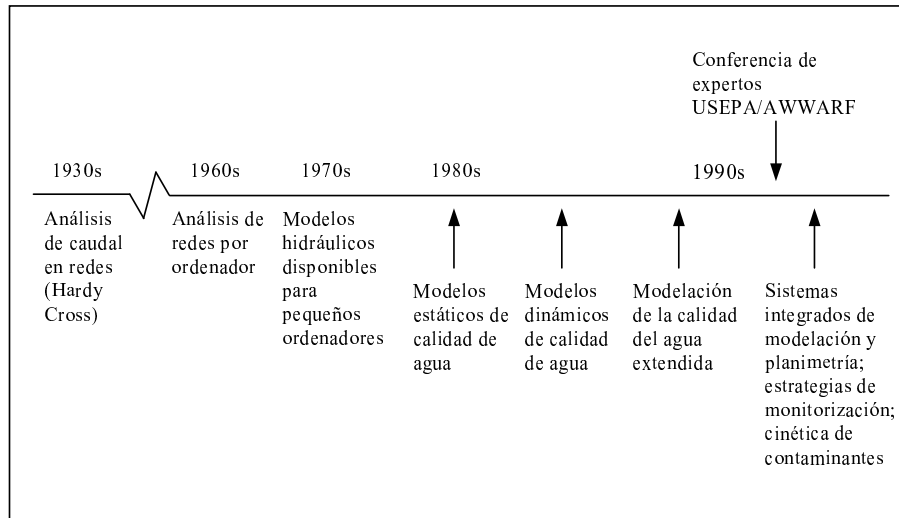 Conferencia de
expertos
USEPA/AWWARF
1930s
1960s
1970s
1980s
1990s
Análisis
de caudal
en redes
(Hardy
Cross)
Análisis de
redes por
ordenador
Modelos
hidráulicos
disponibles
para
pequeños
ordenadores
Modelos
estáticos de
calidad de
agua
Modelos
dinámicos
de calidad
de agua
Modelación
de la calidad
del agua
extendida
Sistemas
integrados de
modelación y
planimetría;
estrategias de
monitorización;
cinética de
contaminantes